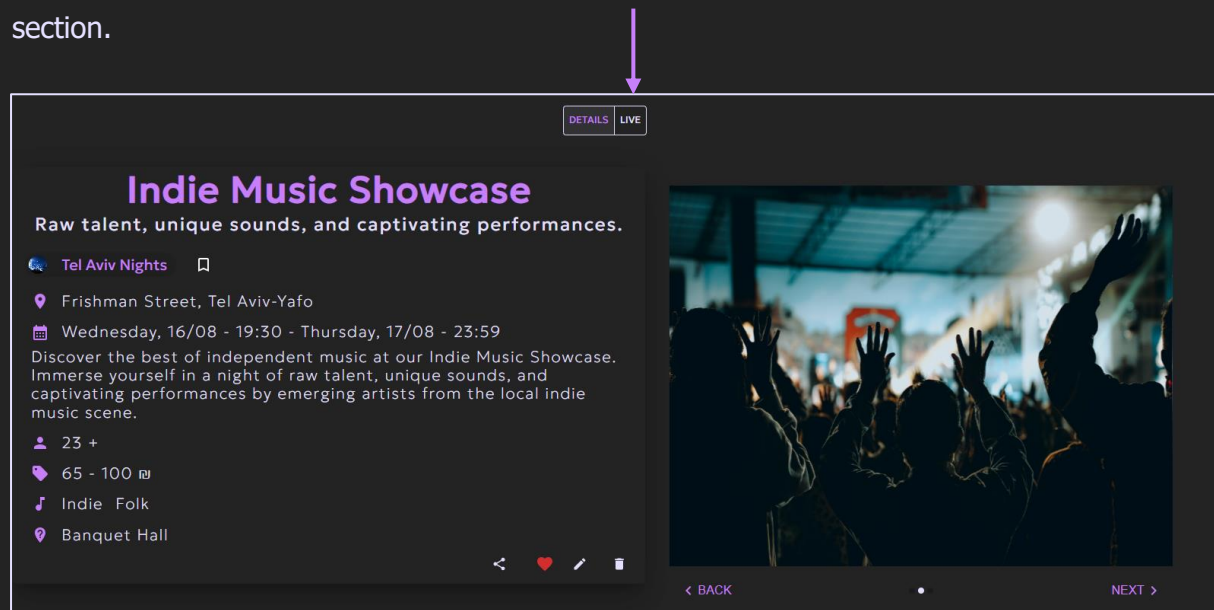 section.
DETAILS LIVE
Indie Music Showcase
Raw talent, unique sounds, and captivating performances.
Tel Aviv Nights
Frishman Street, Tel Aviv-Yafo
Wednesday, 16/08 - 19:30 - Thursday, 17/08 - 23:59
Discover the best of independent music at our Indie Music Showcase.
Immerse yourself in a night of raw talent, unique sounds, and
captivating performances by emerging artists from the local indie
music scene.
23 +
65 - 100 ₪
Indie Folk
Banquet Hall
BACK
NEXT